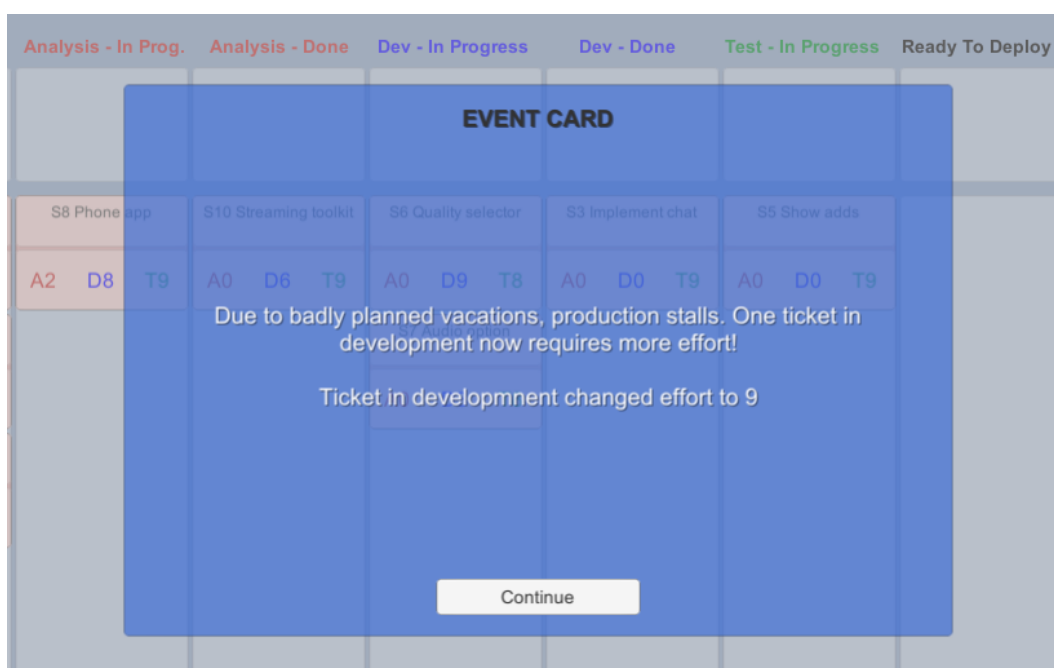 Analysis - In Prog. Analysis - Done Dev - In Progress Dev - Done Test - In Progress Ready To Deploy
EVENT CARD
S8 Phone app S10 Streaming toolkit S6 Quality selector S3 Implement chat S5 Show adds
A2 D8 T9 A0 D6 T9 A0 D9 T8 A0 D0 T9 A0 D0 T9
Due to badly planned vacations, production stalls. One ticket in
S7 Audio option
development now requires more effort!
Ticket in developmnent changed effort to 9
Continue